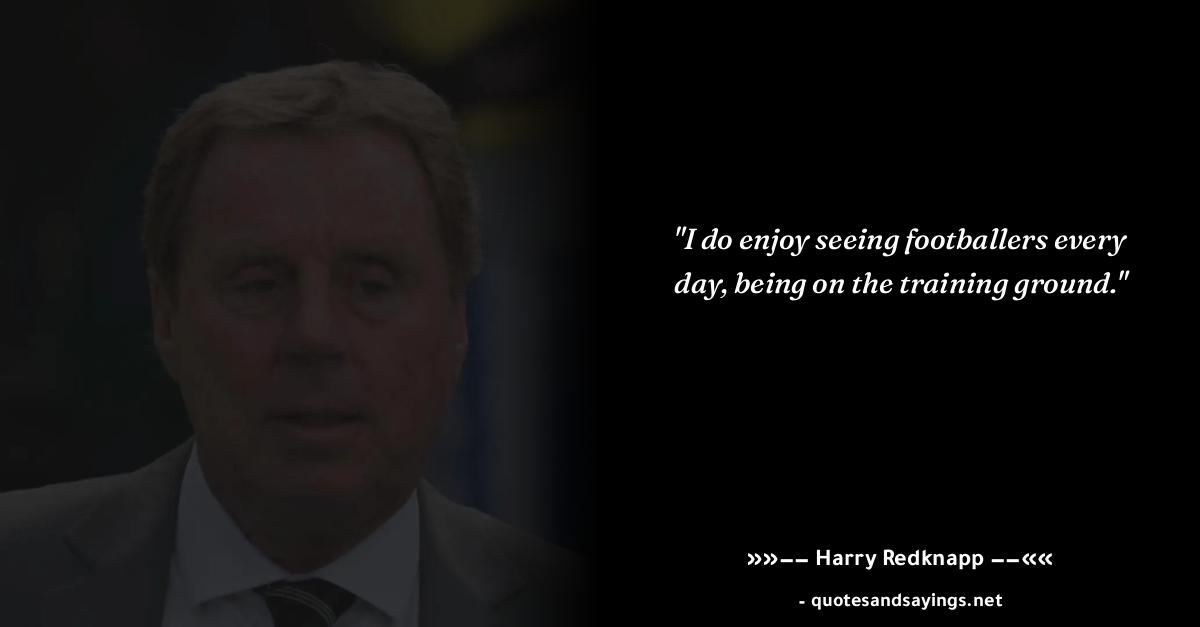 "I do enjoy seeing footballers every
day, being on the training ground."
»»−− Harry Redknapp −−««
- quotesandsayings.net